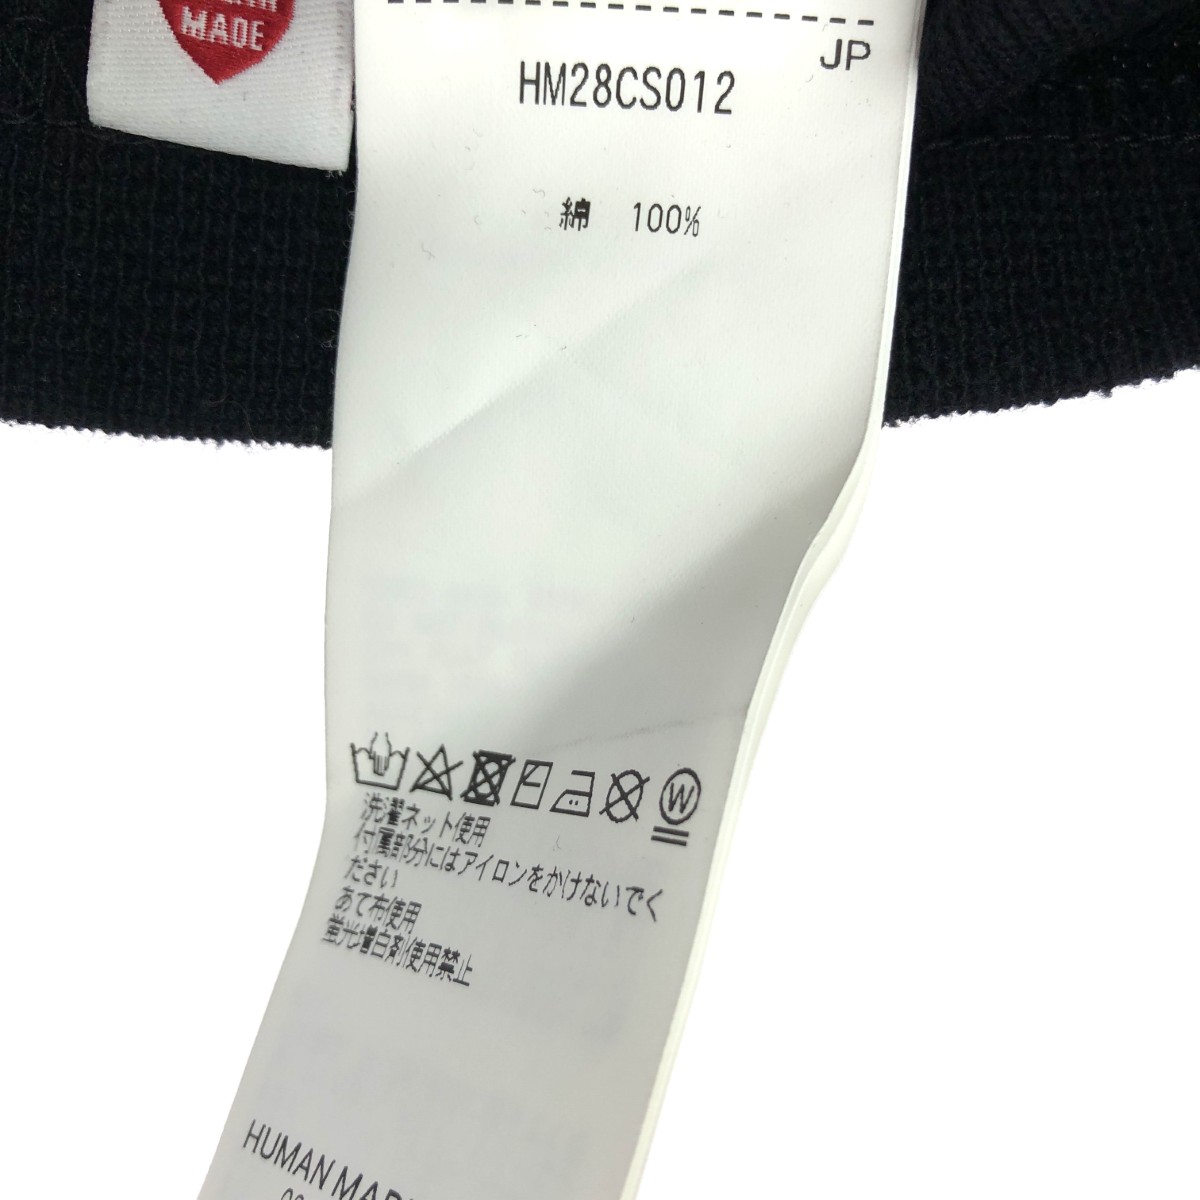 MADE
JP
HM28CS012
綿 100%
W
洗濯ネット使用
付属部分にはアイロンをかけないでく
ださい
あて布使用
蛍光増白剤使用禁止
HUMAN